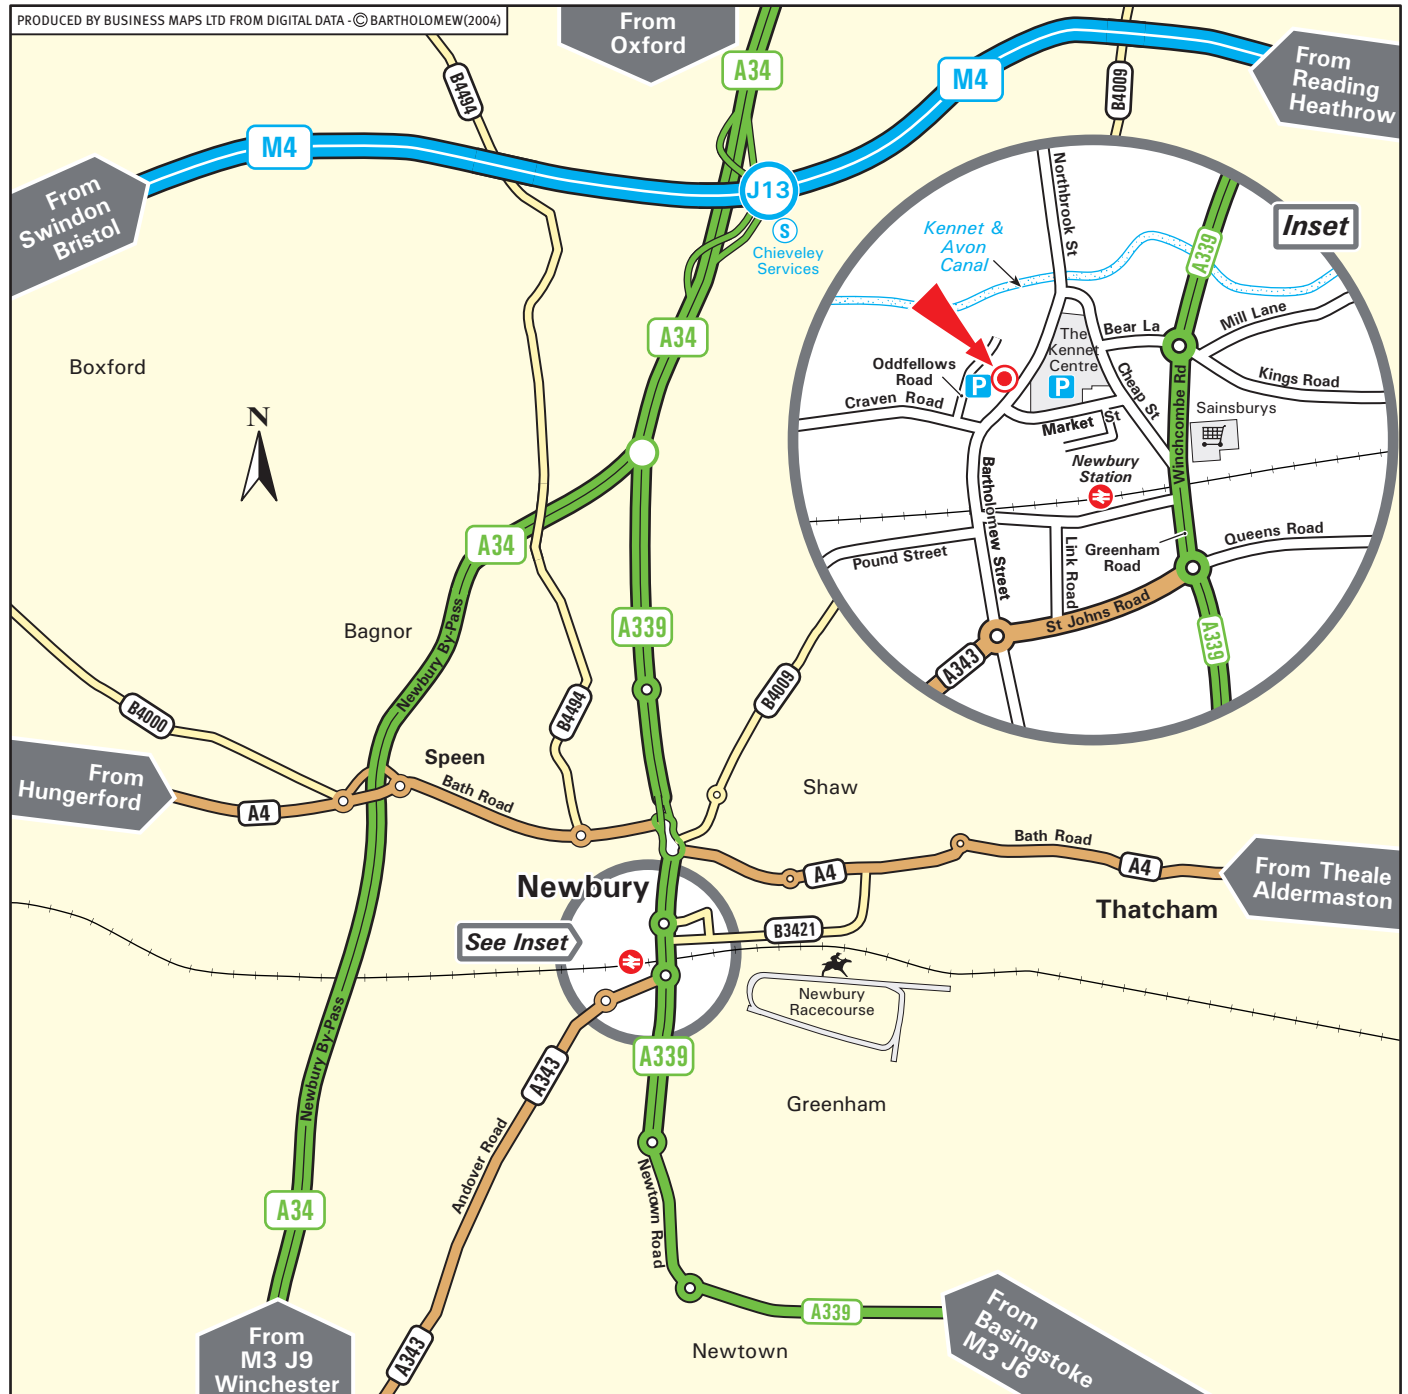 PRODUCED BY BUSINESS MAPS LTD FROM DIGITAL DATA - © BARTHOLOMEW(2004)
From
Oxford
A34
M4
B4009
From
Reading
Heathrow
B4494
M4
From
Swindon
Bristol
J13
S
Chieveley
Services
A34
Boxford
N
A34
Bagnor
Newbury By-Pass
A339
B4494
B4009
B4000
Speen
Bath Road
From
Hungerford
A4
Shaw
Bath Road
A4
A4
From Theale
Aldermaston
Thatcham
Newbury
See Inset
B3421
Newbury
Racecourse
Newbury By-Pass
A339
A343
Greenham
Andover Road
Newtown Road
A34
From
M3 J9
Winchester
A343
A339
Newtown
From
Basingstoke
M3 J6
Inset
Northbrook St
Kennet &
Avon
Canal
A339
Mill Lane
Bear La
The
Kennet
Centre
P
Oddfellows
Road
P
Craven Road
Cheap St
Kings Road
Winchcombe Rd
Sainsburys
Market St
Newbury
Station
Bartholomew Street
Pound Street
Link Road
Greenham
Road
Queens Road
St Johns Road
A343
A339